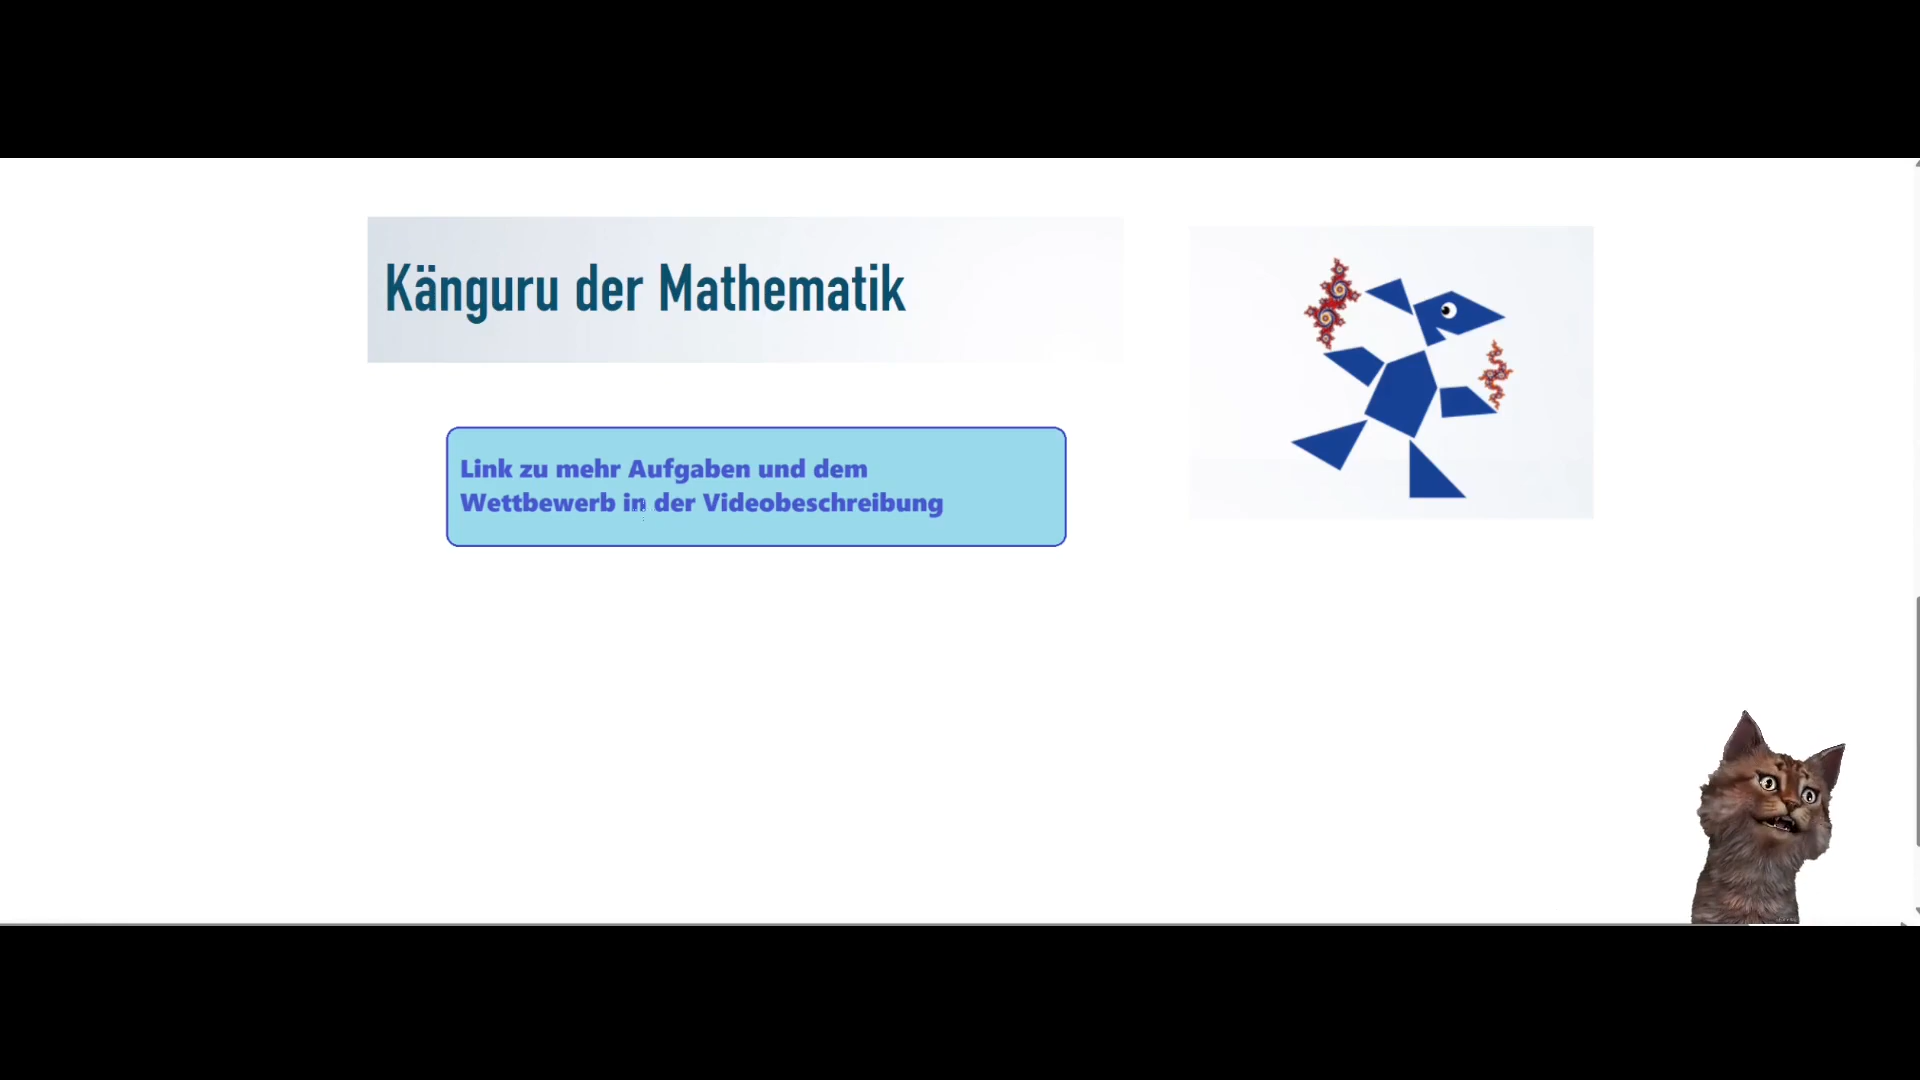 Känguru der Mathematik
Link zu mehr Aufgaben und dem
Wettbewerb in der Videobeschreibung